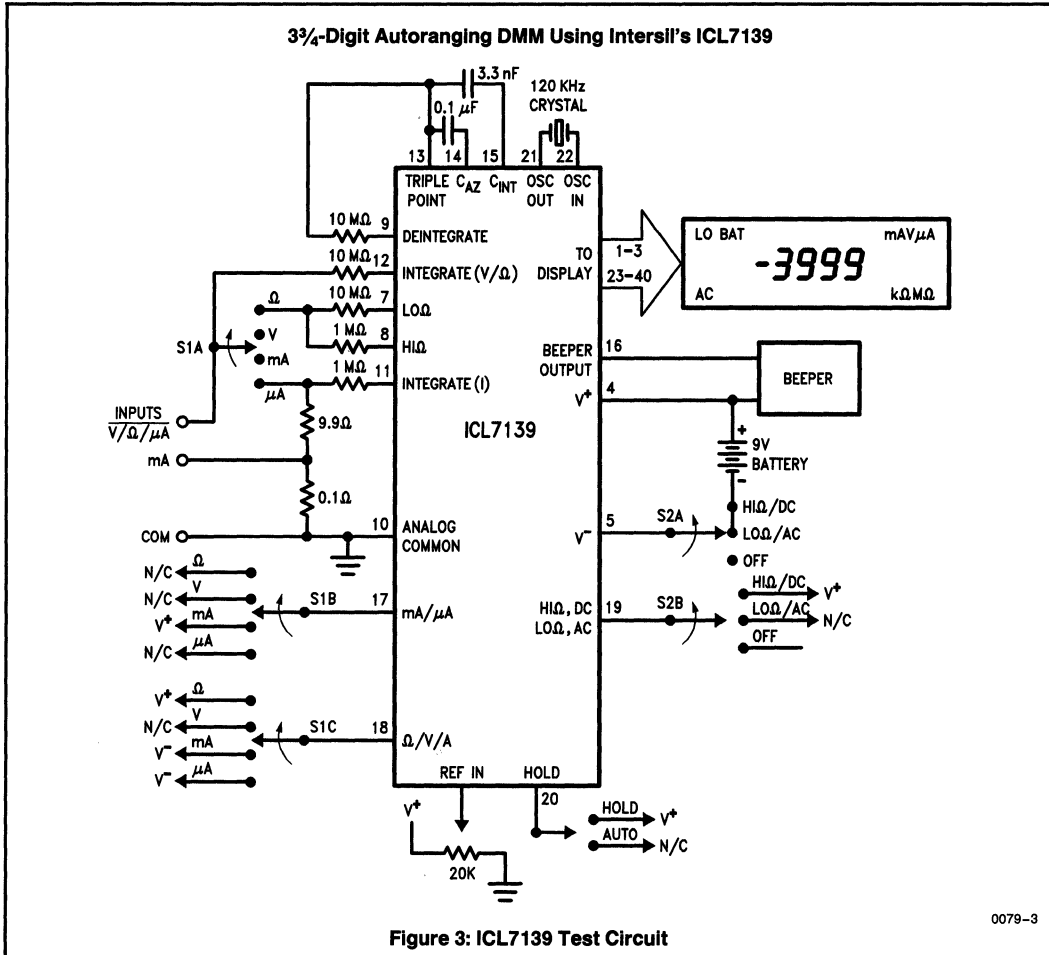 3¾-Digit Autoranging DMM Using Intersil's ICL7139
3.3 nF
0.1 µF
120 KHz
CRYSTAL
13 14 15 21 22
TRIPLE POINT
C_AZ
C_INT
OSC OUT
OSC IN
10 MΩ 9 DEINTEGRATE
10 MΩ 12 INTEGRATE (V/Ω)
Ω 10 MΩ 7 LOΩ
1 MΩ 8 HIΩ
S1A
V
mA
µA
1 MΩ 11 INTEGRATE (I)
INPUTS
V/Ω/µA
9.9Ω
mA
0.1Ω
COM
10 ANALOG COMMON
ICL7139
TO DISPLAY
1-3
23-40
LO BAT mAVµA
-3999
AC kΩMΩ
BEEPER OUTPUT 16
BEEPER
V+ 4
+
9V
BATTERY
-
V- 5 S2A
HIΩ/DC
LOΩ/AC
OFF
HIΩ, DC
LOΩ, AC
19 S2B
HIΩ/DC V+
LOΩ/AC N/C
OFF
N/C Ω
N/C V
V+ mA
N/C µA
S1B 17 mA/µA
V+ Ω
N/C V
V- mA
V- µA
S1C 18 Ω/V/A
REF IN HOLD
20
V+
20K
HOLD V+
AUTO N/C
0079-3
Figure 3: ICL7139 Test Circuit